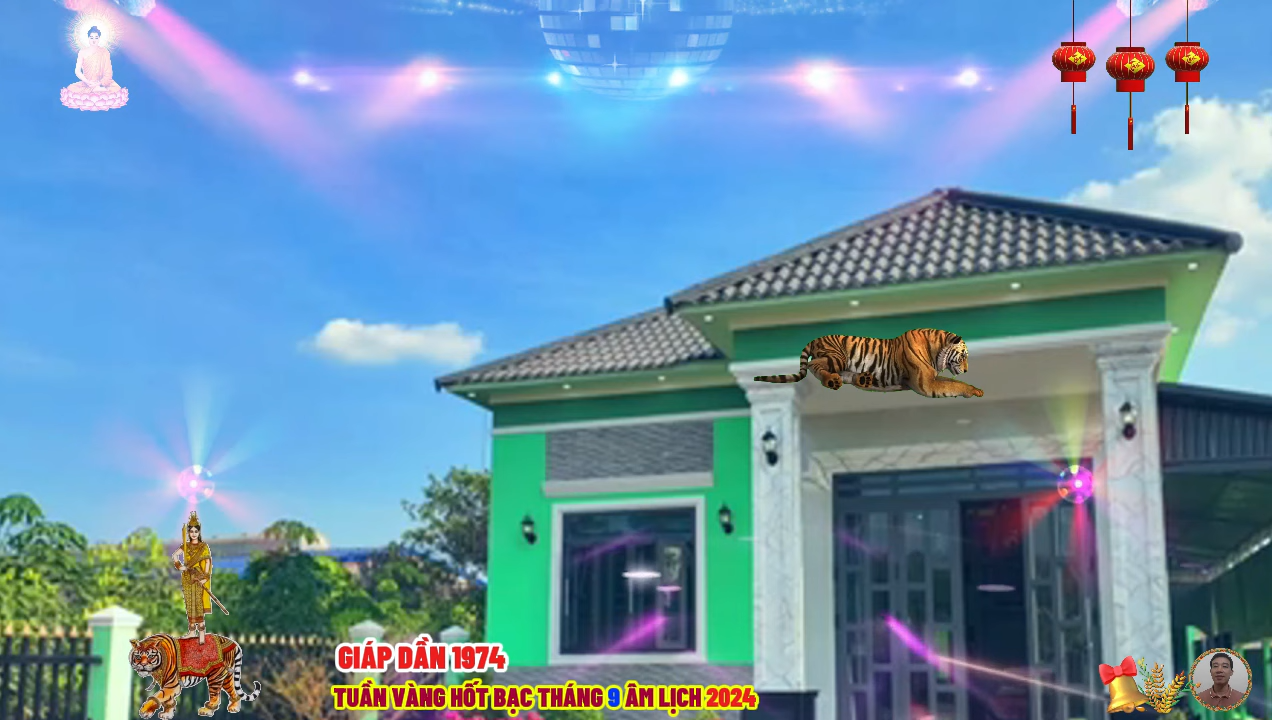 GIÁP DẦN 1974
TUẦN VÀNG HỐT BẠC THÁNG 9 ÂM LỊCH 2024